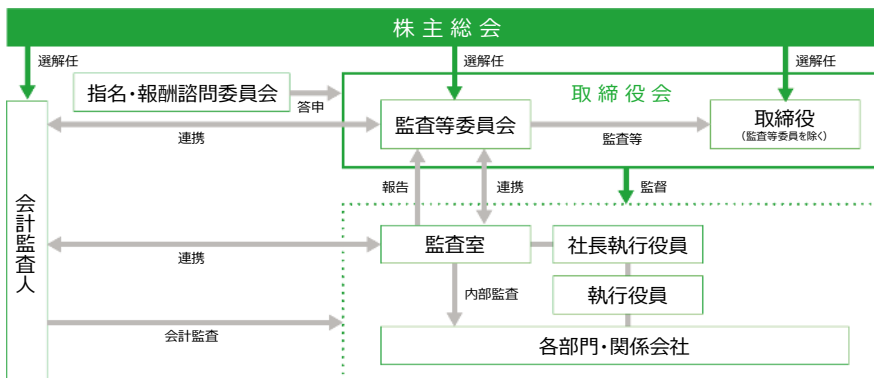 株主総会
選解任
選解任
選解任
指名・報酬諮問委員会
答申
取締役会
監査等委員会
監査等
取締役
(監査等委員を除く)
連携
報告
連携
監督
会計監査人
監査室
社長執行役員
連携
内部監査
執行役員
会計監査
各部門・関係会社